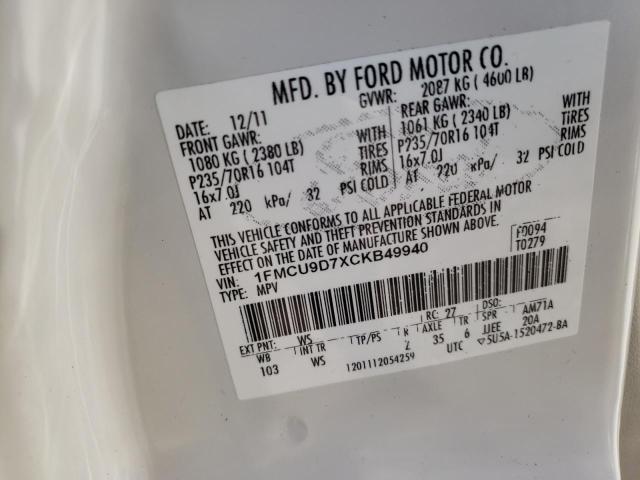 MFD. BY FORD MOTOR CO.
DATE: 12/11 GVWR: 2087 KG ( 4600 LB)
FRONT GAWR: REAR GAWR:
1080 KG ( 2380 LB) WITH 1061 KG ( 2340 LB) WITH
P235/70R16 104T TIRES P235/70R16 104T TIRES
16x7.0J RIMS 16x7.0J RIMS
AT 220 kPa/ 32 PSI COLD AT 220 kPa/ 32 PSI COLD
THIS VEHICLE CONFORMS TO ALL APPLICABLE FEDERAL MOTOR
VEHICLE SAFETY AND THEFT PREVENTION STANDARDS IN
EFFECT ON THE DATE OF MANUFACTURE SHOWN ABOVE.
VIN: 1FMCU9D7XCKB49940 F0094
TYPE: MPV T0279
EXT PNT: WS RC: 27 DSO:
WB INT TR TP/PS R AXLE TR SPR AM71A
103 WS 2 35 6 JJEE 20A
1201112054259 UTC 5U5A-1520472-BA